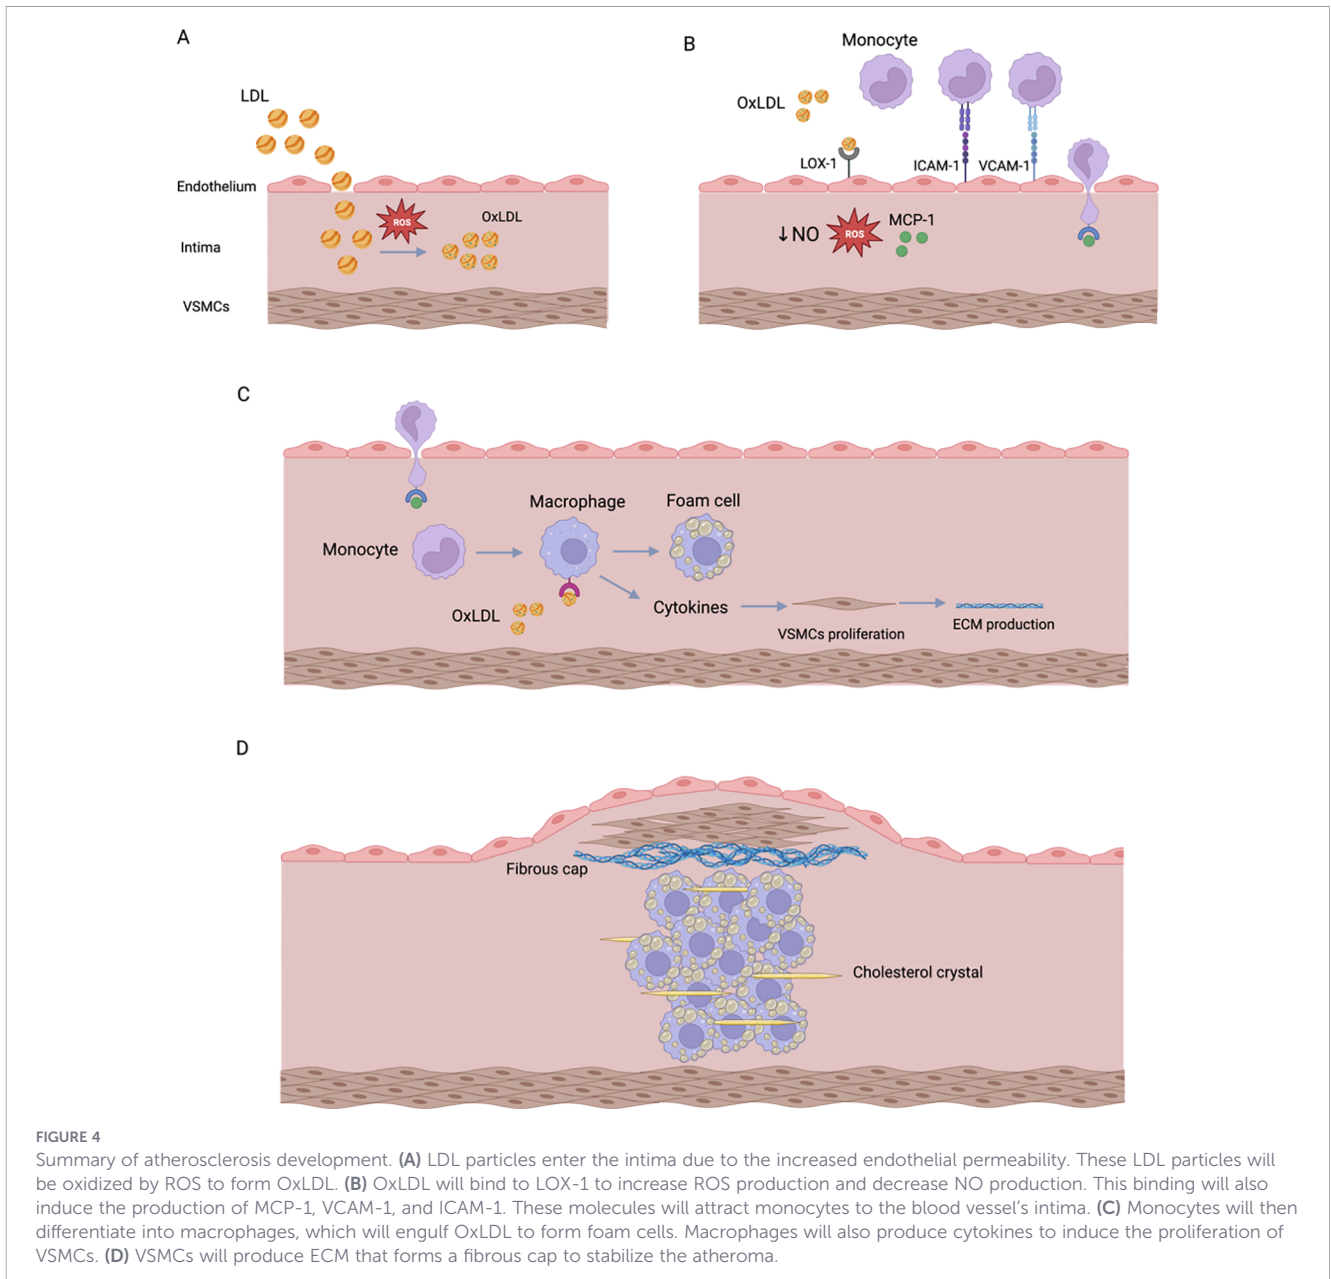 A
LDL
Endothelium
ROS
OxLDL
Intima
VSMCs
B
Monocyte
OxLDL
LOX-1
ICAM-1
VCAM-1
↓NO
ROS
MCP-1
C
Macrophage
Foam cell
Monocyte
OxLDL
Cytokines
VSMCs proliferation
ECM production
D
Fibrous cap
Cholesterol crystal
FIGURE 4
Summary of atherosclerosis development. (A) LDL particles enter the intima due to the increased endothelial permeability. These LDL particles will
be oxidized by ROS to form OxLDL. (B) OxLDL will bind to LOX-1 to increase ROS production and decrease NO production. This binding will also
induce the production of MCP-1, VCAM-1, and ICAM-1. These molecules will attract monocytes to the blood vessel’s intima. (C) Monocytes will then
differentiate into macrophages, which will engulf OxLDL to form foam cells. Macrophages will also produce cytokines to induce the proliferation of
VSMCs. (D) VSMCs will produce ECM that forms a fibrous cap to stabilize the atheroma.